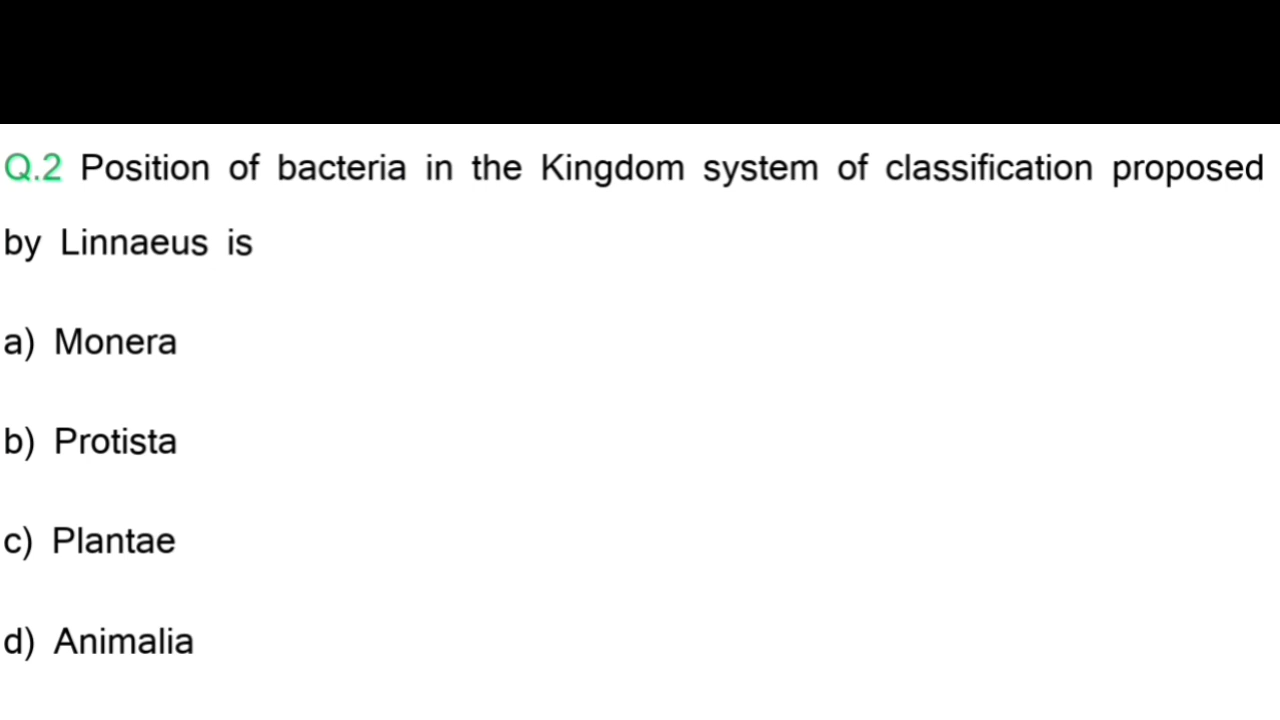 Q.2 Position of bacteria in the Kingdom system of classification proposed
by Linnaeus is
a) Monera
b) Protista
c) Plantae
d) Animalia